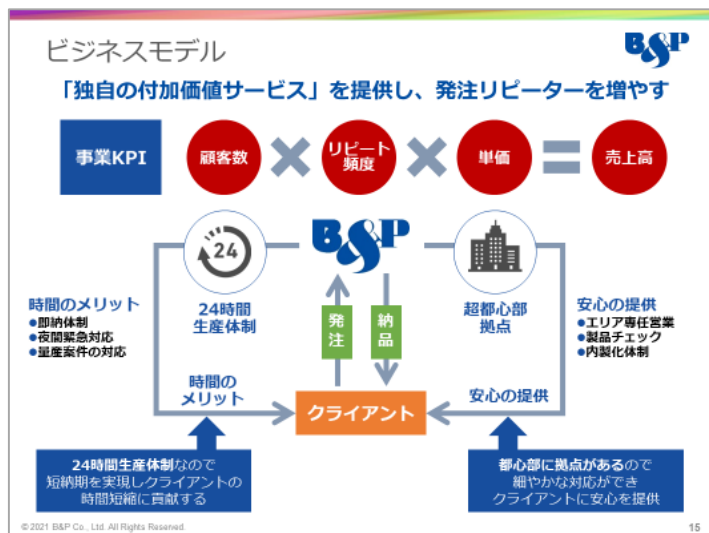 ビジネスモデル
B&P
「独自の付加価値サービス」を提供し、発注リピーターを増やす
事業KPI
顧客数
リピート
頻度
単価
売上高
24
B&P
24時間
生産体制
超都心部
拠点
時間のメリット
●即納体制
●夜間緊急対応
●量産案件の対応
発注
納品
安心の提供
●エリア専任営業
●製品チェック
●内製化体制
時間の
メリット
クライアント
安心の提供
24時間生産体制なので
短納期を実現しクライアントの
時間短縮に貢献する
都心部に拠点があるので
細やかな対応ができ
クライアントに安心を提供
© 2021 B&P Co., Ltd. All Rights Reserved.
15